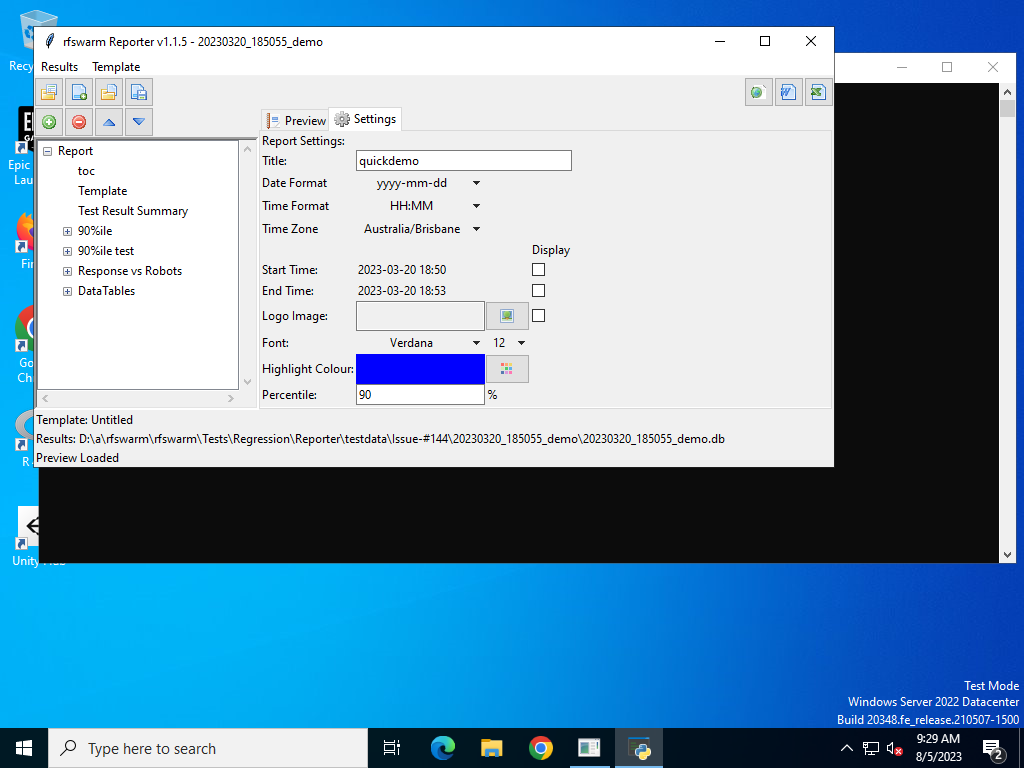 rfswarm Reporter v1.1.5 - 20230320_185055_demo
Results Template
Preview Settings
Report
toc
Template
Test Result Summary
90%ile
90%ile test
Response vs Robots
DataTables
Report Settings:
Title: quickdemo
Date Format yyyy-mm-dd
Time Format HH:MM
Time Zone Australia/Brisbane
Display
Start Time: 2023-03-20 18:50
End Time: 2023-03-20 18:53
Logo Image:
Font: Verdana 12
Highlight Colour:
Percentile: 90 %
Template: Untitled
Results: D:\a\rfswarm\rfswarm\Tests\Regression\Reporter\testdata\Issue-#144\20230320_185055_demo\20230320_185055_demo.db
Preview Loaded
Recy
Epic
Lau
Fir
Go
Ch
R
Unity Hub
Test Mode
Windows Server 2022 Datacenter
Build 20348.fe_release.210507-1500
Type here to search
9:29 AM
8/5/2023
2